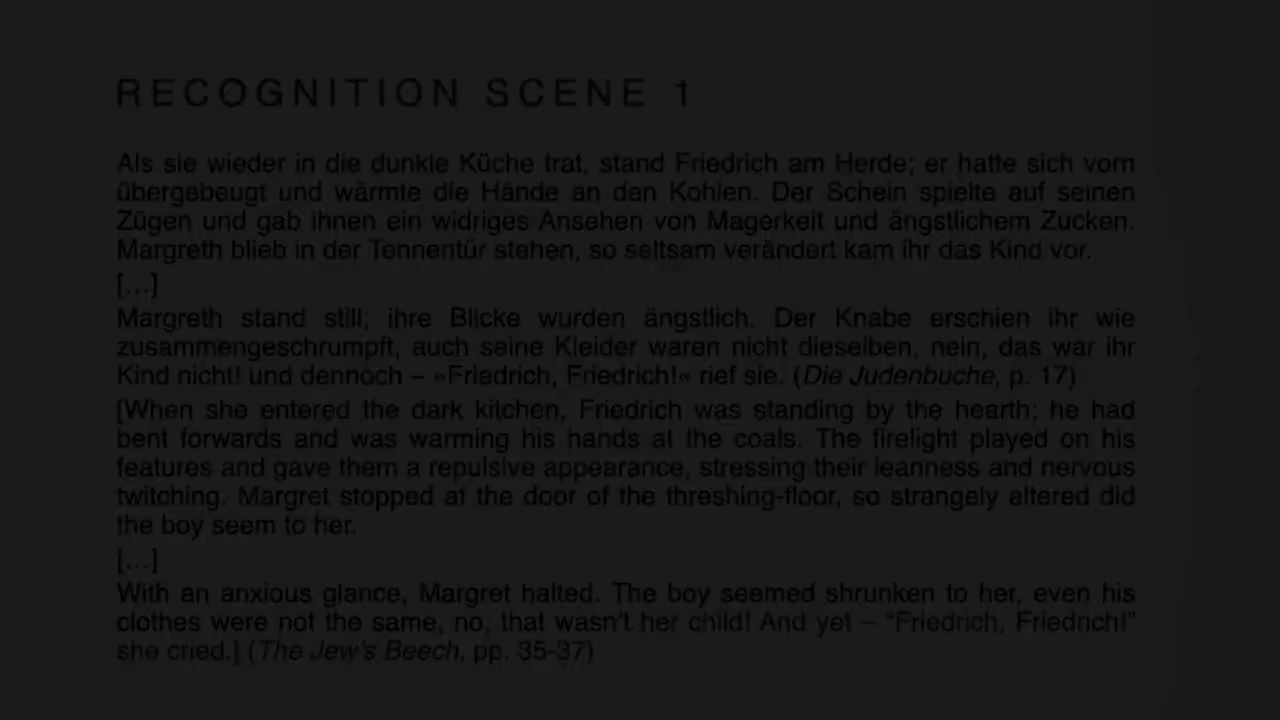 RECOGNITION SCENE 1
Als sie wieder in die dunkle Küche trat, stand Friedrich am Herde; er hatte sich vorn
übergebeugt und wärmte die Hände an den Kohlen. Der Schein spielte auf seinen
Zügen und gab ihnen ein widriges Ansehen von Magerkeit und ängstlichem Zucken.
Margreth blieb in der Tennentür stehen, so seltsam verändert kam ihr das Kind vor.
[...]
Margreth stand still; ihre Blicke wurden ängstlich. Der Knabe erschien ihr wie
zusammengeschrumpft, auch seine Kleider waren nicht dieselben, nein, das war ihr
Kind nicht! und dennoch – »Friedrich, Friedrich!« rief sie. (Die Judenbuche, p. 17)
[When she entered the dark kitchen, Friedrich was standing by the hearth; he had
bent forwards and was warming his hands at the coals. The firelight played on his
features and gave them a repulsive appearance, stressing their leanness and nervous
twitching. Margret stopped at the door of the threshing-floor, so strangely altered did
the boy seem to her.
[...]
With an anxious glance, Margret halted. The boy seemed shrunken to her, even his
clothes were not the same, no, that wasn't her child! And yet – "Friedrich, Friedrich!"
she cried.] (The Jew's Beech, pp. 35-37)